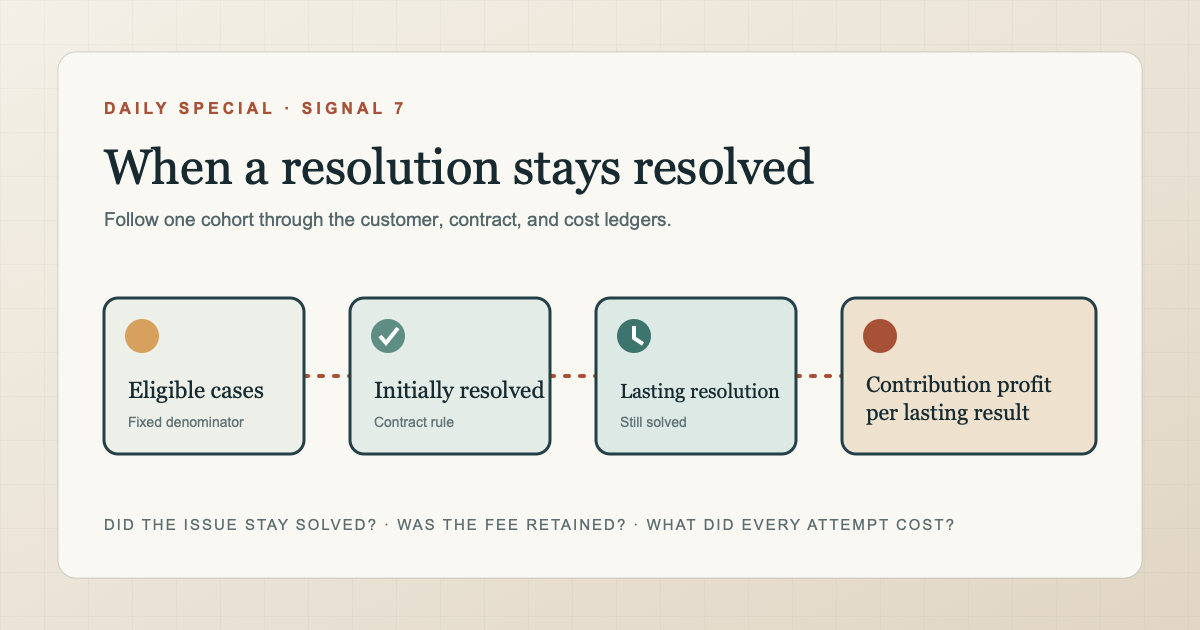 DAILY SPECIAL · SIGNAL 7
When a resolution stays resolved
Follow one cohort through the customer, contract, and cost ledgers.
Eligible cases
Fixed denominator
Initially resolved
Contract rule
Lasting resolution
Still solved
Contribution profit
per lasting result
DID THE ISSUE STAY SOLVED? · WAS THE FEE RETAINED? · WHAT DID EVERY ATTEMPT COST?